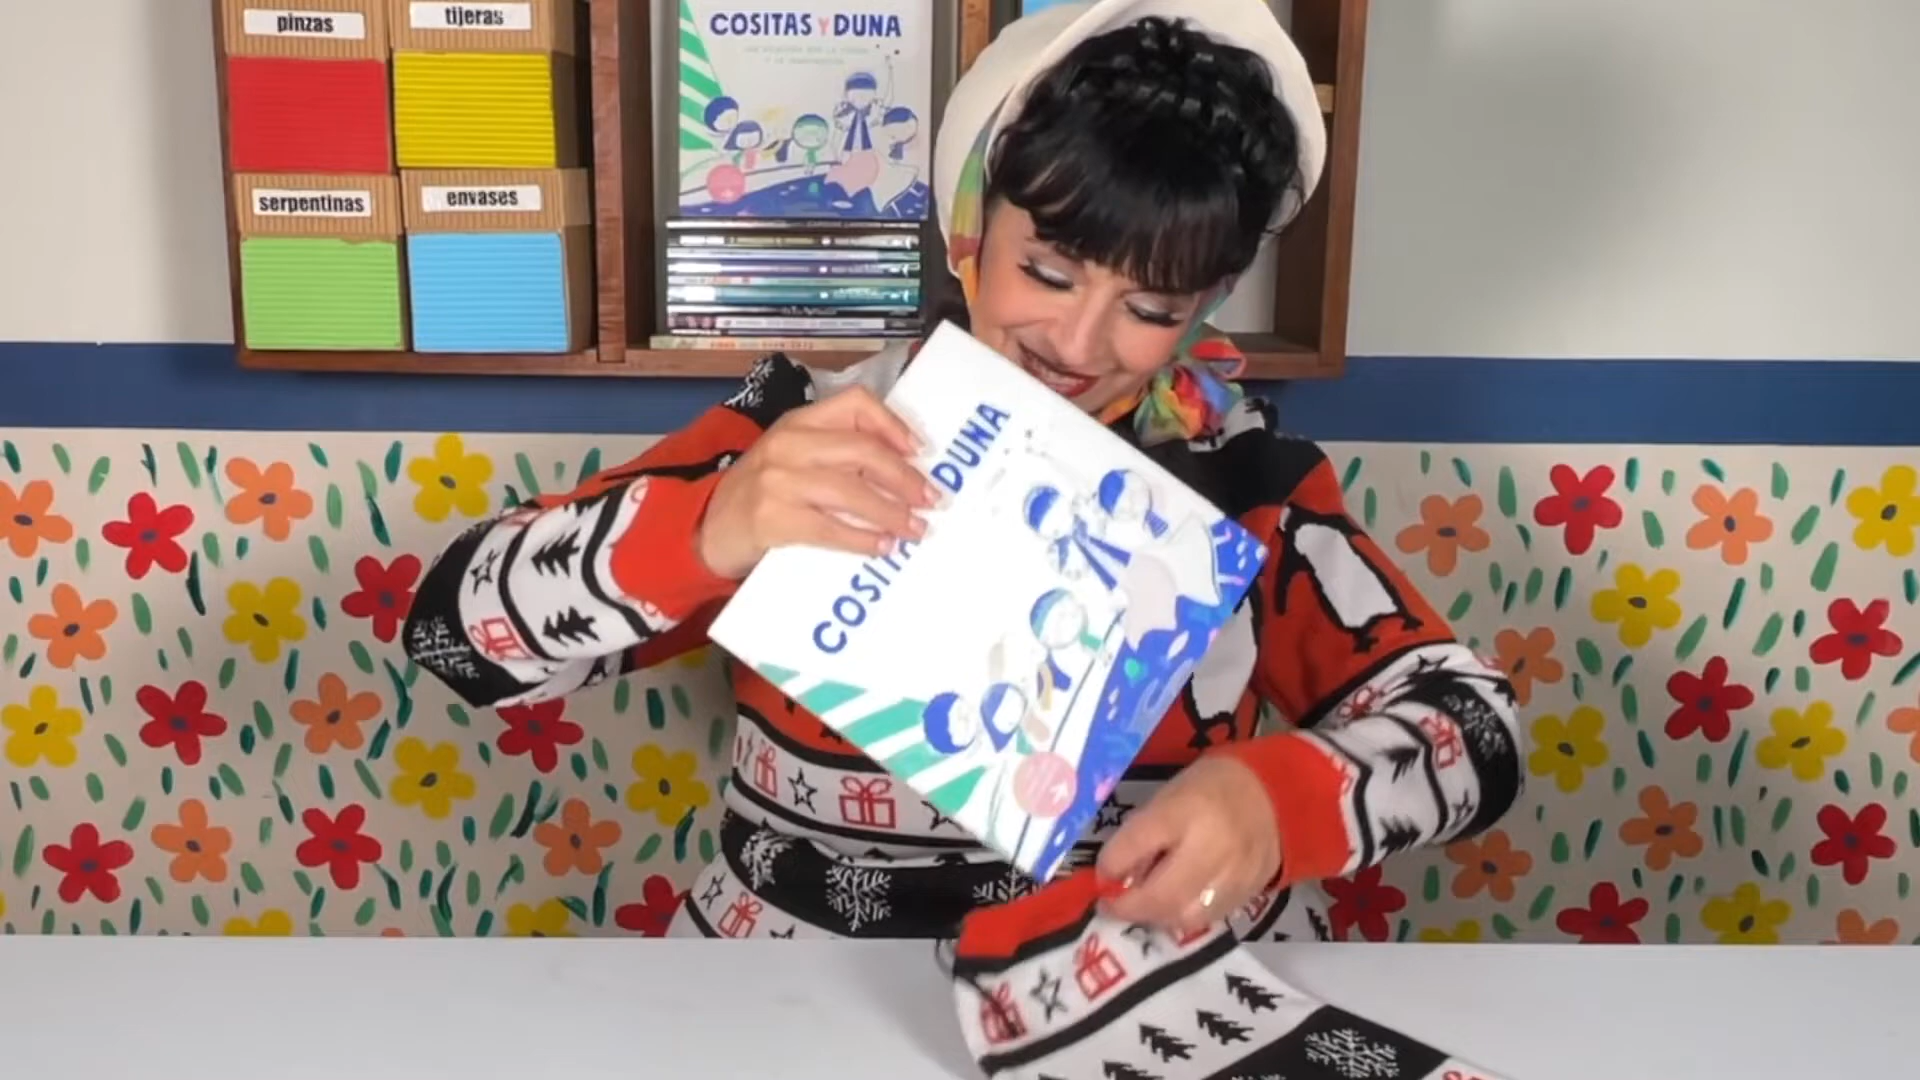 pinzas
tijeras
serpentinas
envases
COSITAS Y DUNA
COSITA DUNA